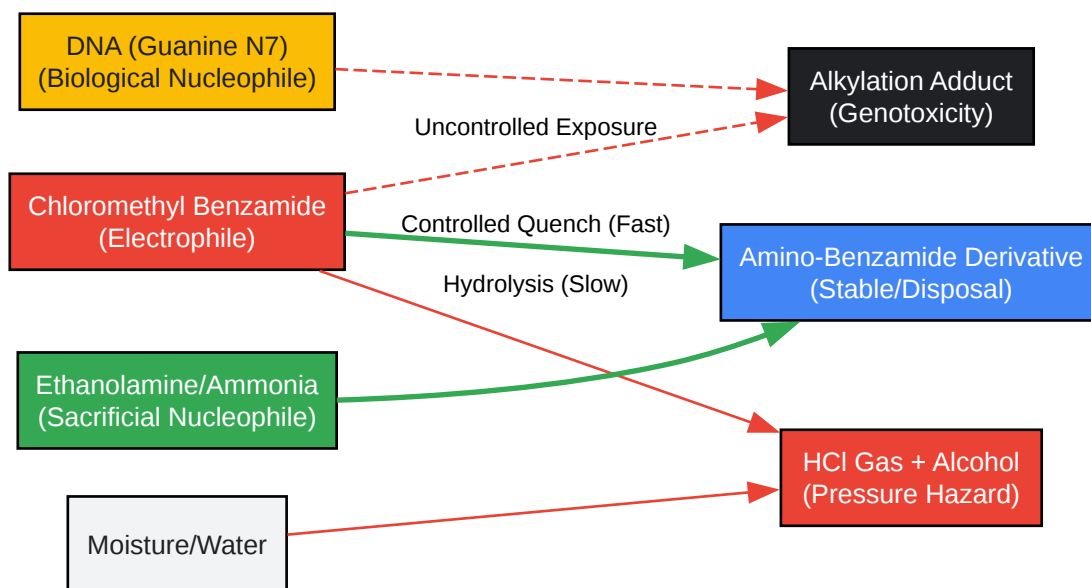 DNA (Guanine N7)
(Biological Nucleophile)
Alkylation Adduct
(Genotoxicity)
Uncontrolled Exposure
Chloromethyl Benzamide
(Electrophile)
Controlled Quench (Fast)
Amino-Benzamide Derivative
(Stable/Disposal)
Hydrolysis (Slow)
Ethanolamine/Ammonia
(Sacrificial Nucleophile)
HCl Gas + Alcohol
(Pressure Hazard)
Moisture/Water